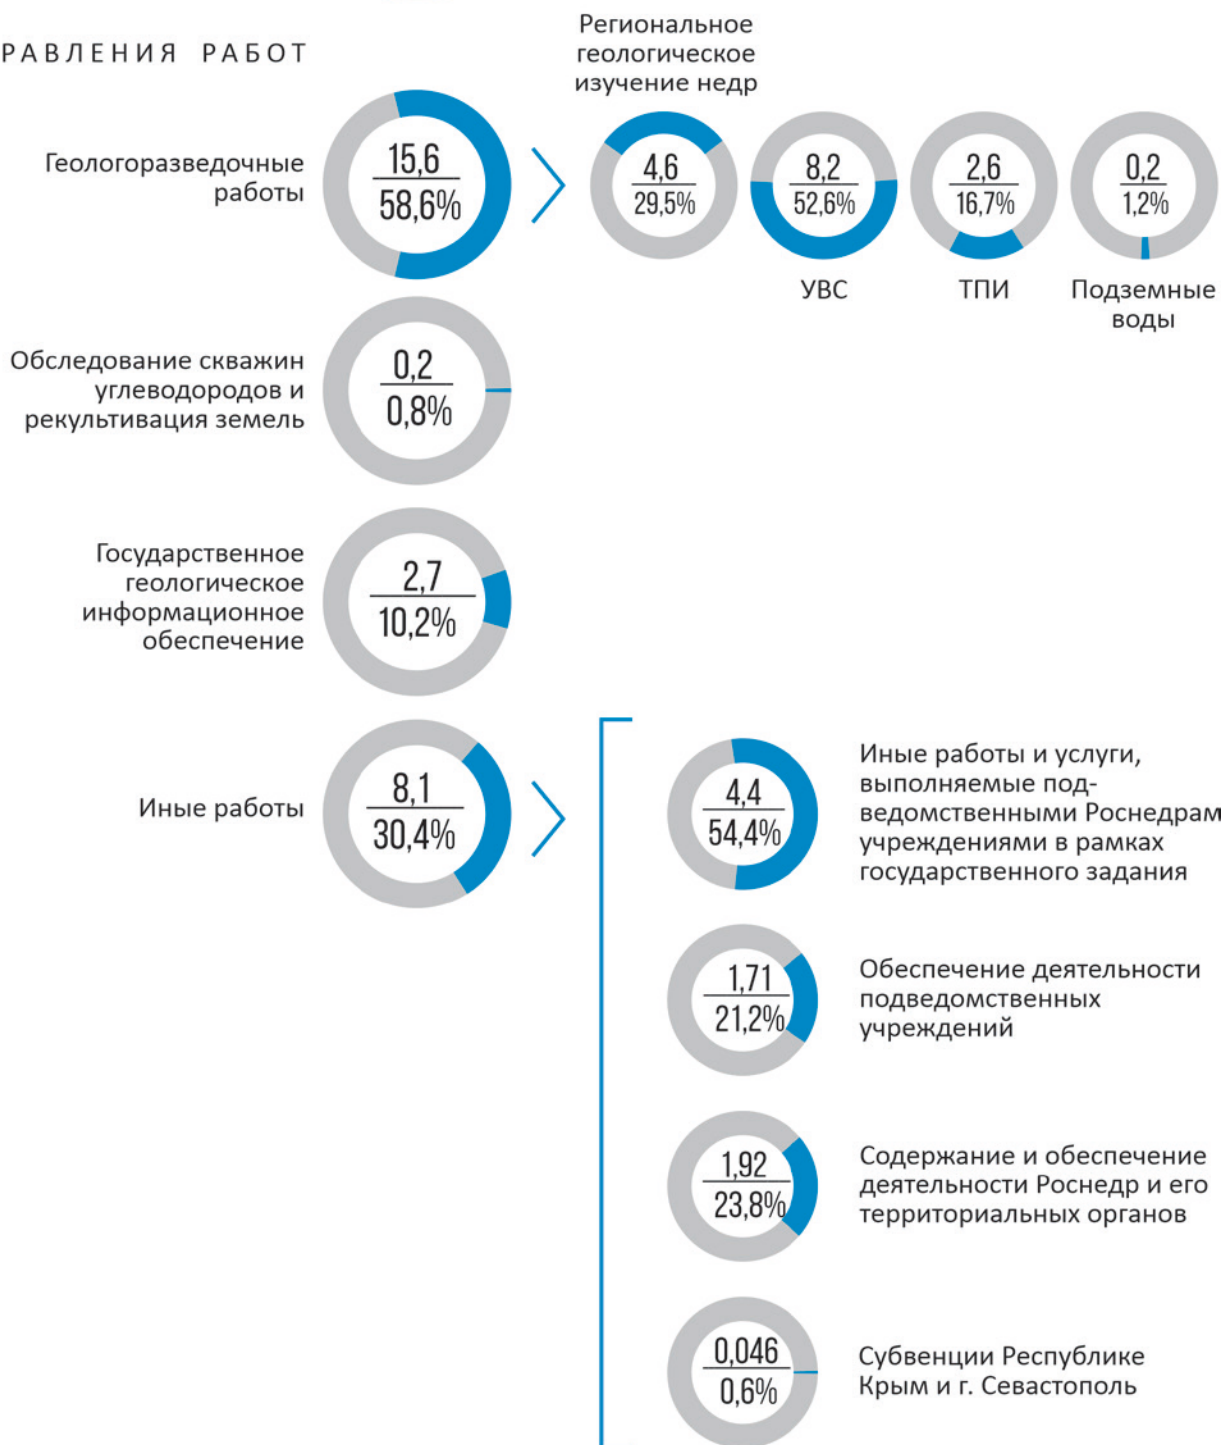 РАВЛЕНИЯ РАБОТ
Региональное
геологическое
изучение недр
Геологоразведочные
работы
15,6
58,6%
4,6
29,5%
8,2
52,6%
2,6
16,7%
0,2
1,2%
УВС
ТПИ
Подземные
воды
Обследование скважин
углеводородов и
рекультивация земель
0,2
0,8%
Государственное
геологическое
информационное
обеспечение
2,7
10,2%
Иные работы
8,1
30,4%
4,4
54,4%
Иные работы и услуги,
выполняемые под-
ведомственными Роснедрам
учреждениями в рамках
государственного задания
1,71
21,2%
Обеспечение деятельности
подведомственных
учреждений
1,92
23,8%
Содержание и обеспечение
деятельности Роснедр и его
территориальных органов
0,046
0,6%
Субвенции Республике
Крым и г. Севастополь